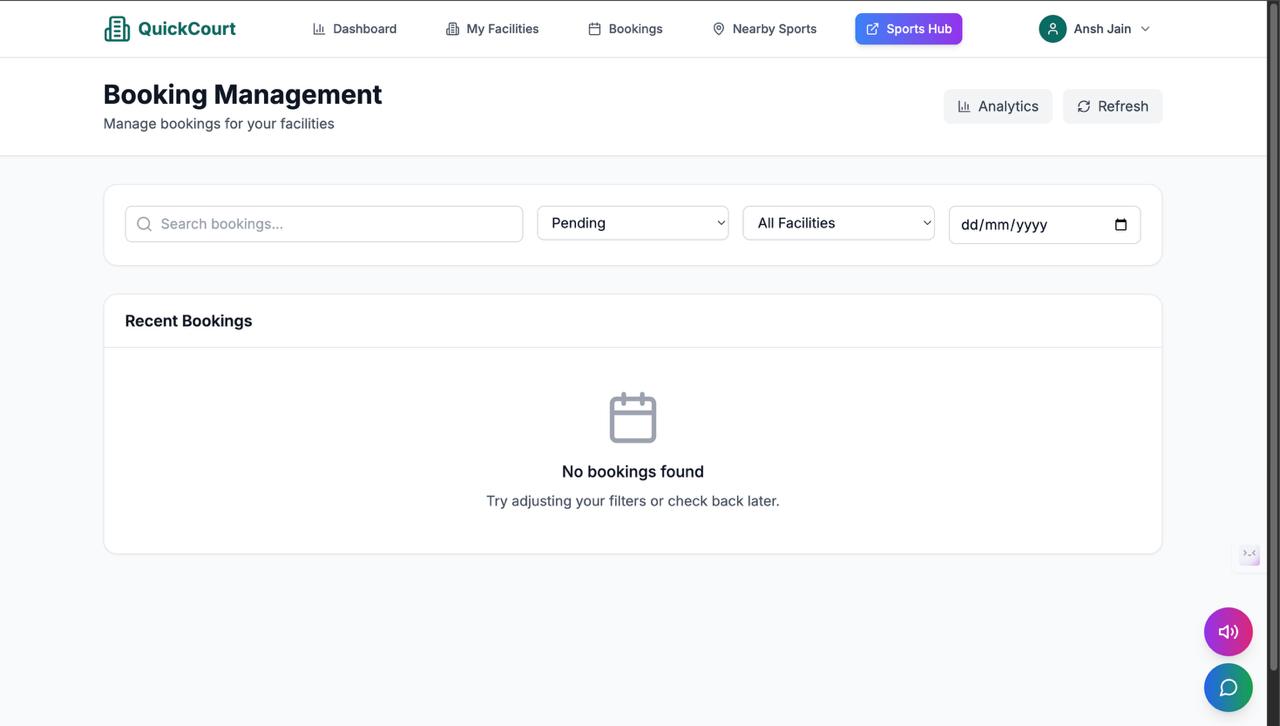 QuickCourt
Dashboard
My Facilities
Bookings
Nearby Sports
Sports Hub
Ansh Jain
Booking Management
Manage bookings for your facilities
Analytics
Refresh
Search bookings...
Pending
All Facilities
dd/mm/yyyy
Recent Bookings
No bookings found
Try adjusting your filters or check back later.